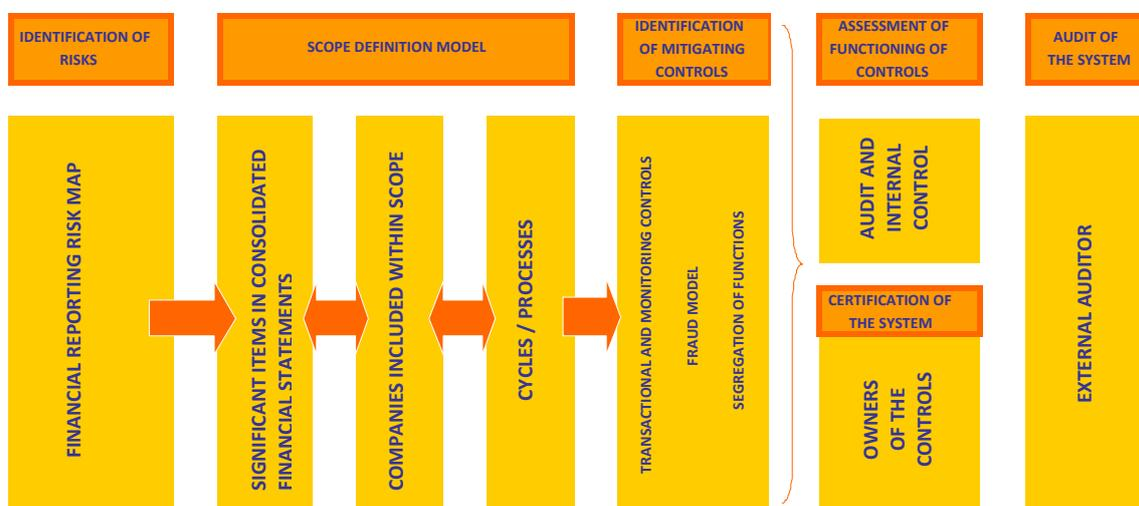 IDENTIFICATION OF
RISKS
SCOPE DEFINITION MODEL
IDENTIFICATION
OF MITIGATING
CONTROLS
ASSESSMENT OF
FUNCTIONING OF
CONTROLS
AUDIT OF
THE SYSTEM
FINANCIAL REPORTING RISK MAP
SIGNIFICANT ITEMS IN CONSOLIDATED
FINANCIAL STATEMENTS
COMPANIES INCLUDED WITHIN SCOPE
CYCLES / PROCESSES
TRANSACTIONAL AND MONITORING CONTROLS
FRAUD MODEL
SEGREGATION OF FUNCTIONS
AUDIT AND
INTERNAL
CONTROL
CERTIFICATION OF
THE SYSTEM
OWNERS
OF THE
CONTROLS
EXTERNAL AUDITOR